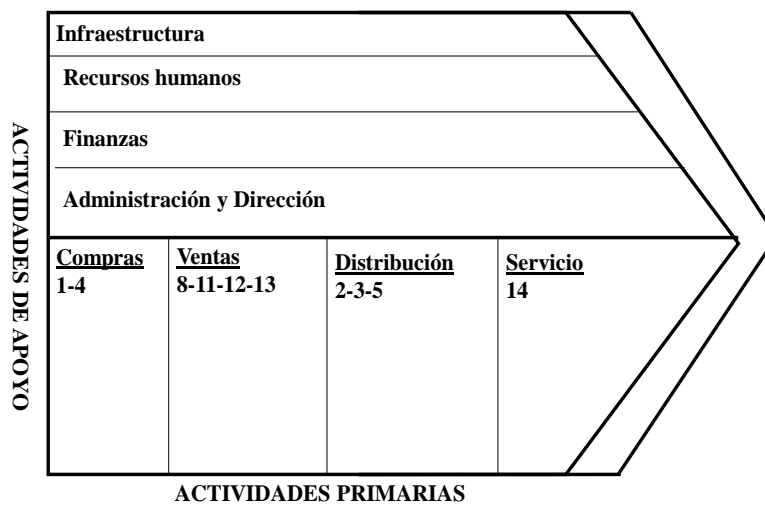 Infraestructura
Recursos humanos
Finanzas
Administración y Dirección
ACTIVIDADES DE APOYO
Compras
1-4
Ventas
8-11-12-13
Distribución
2-3-5
Servicio
14
ACTIVIDADES PRIMARIAS